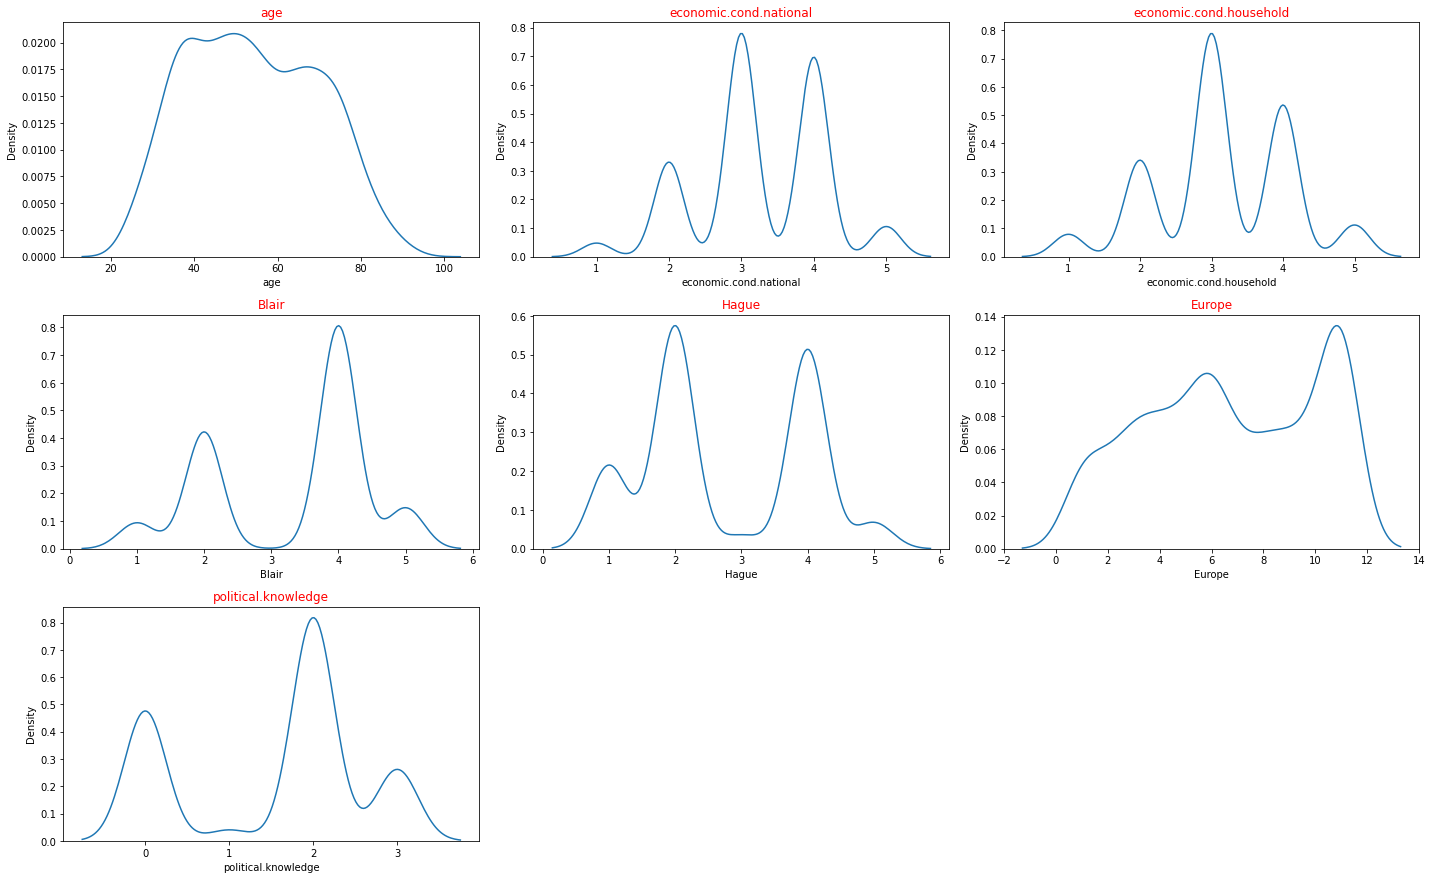 age
0.0200
0.0175
0.0150
0.0125
0.0100
0.0075
0.0050
0.0025
0.0000
Density
20 40 60 80 100
age
economic.cond.national
0.8
0.7
0.6
0.5
0.4
0.3
0.2
0.1
0.0
Density
1 2 3 4 5
economic.cond.national
economic.cond.household
0.8
0.7
0.6
0.5
0.4
0.3
0.2
0.1
0.0
Density
1 2 3 4 5
economic.cond.household
Blair
0.8
0.7
0.6
0.5
0.4
0.3
0.2
0.1
0.0
Density
0 1 2 3 4 5 6
Blair
Hague
0.6
0.5
0.4
0.3
0.2
0.1
0.0
Density
0 1 2 3 4 5 6
Hague
Europe
0.14
0.12
0.10
0.08
0.06
0.04
0.02
0.00
Density
−2 0 2 4 6 8 10 12 14
Europe
political.knowledge
0.8
0.7
0.6
0.5
0.4
0.3
0.2
0.1
0.0
Density
0 1 2 3
political.knowledge